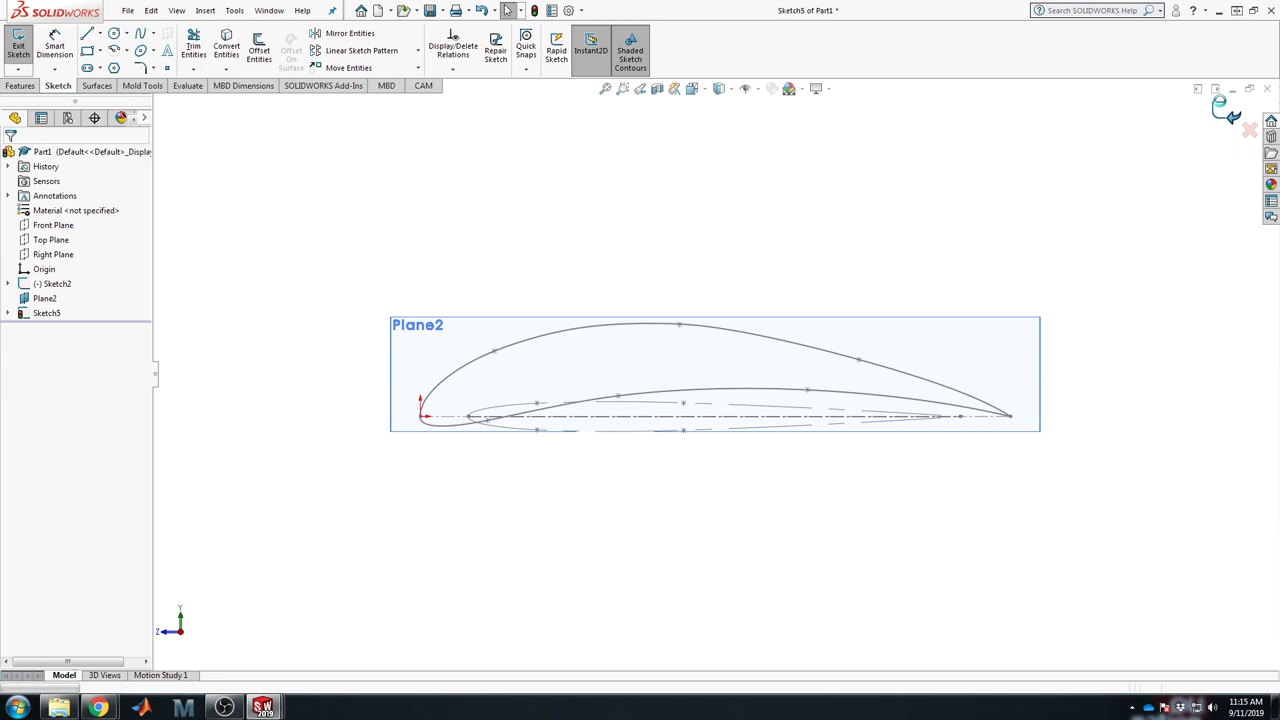 SOLIDWORKS
File Edit View Insert Tools Window Help
Sketch5 of Part1 *
Search SOLIDWORKS Help
Exit Sketch
Smart Dimension
Trim Entities
Convert Entities
Offset Entities
Offset On Surface
Mirror Entities
Linear Sketch Pattern
Move Entities
Display/Delete Relations
Repair Sketch
Quick Snaps
Rapid Sketch
Instant2D
Shaded Sketch Contours
Features Sketch Surfaces Mold Tools Evaluate MBD Dimensions SOLIDWORKS Add-Ins MBD CAM
Part1 (Default<<Default>_Display
History
Sensors
Annotations
Material <not specified>
Front Plane
Top Plane
Right Plane
Origin
(-) Sketch2
Plane2
Sketch5
Plane2
Y
Z
Model 3D Views Motion Study 1
SW
2019
11:15 AM
9/11/2019